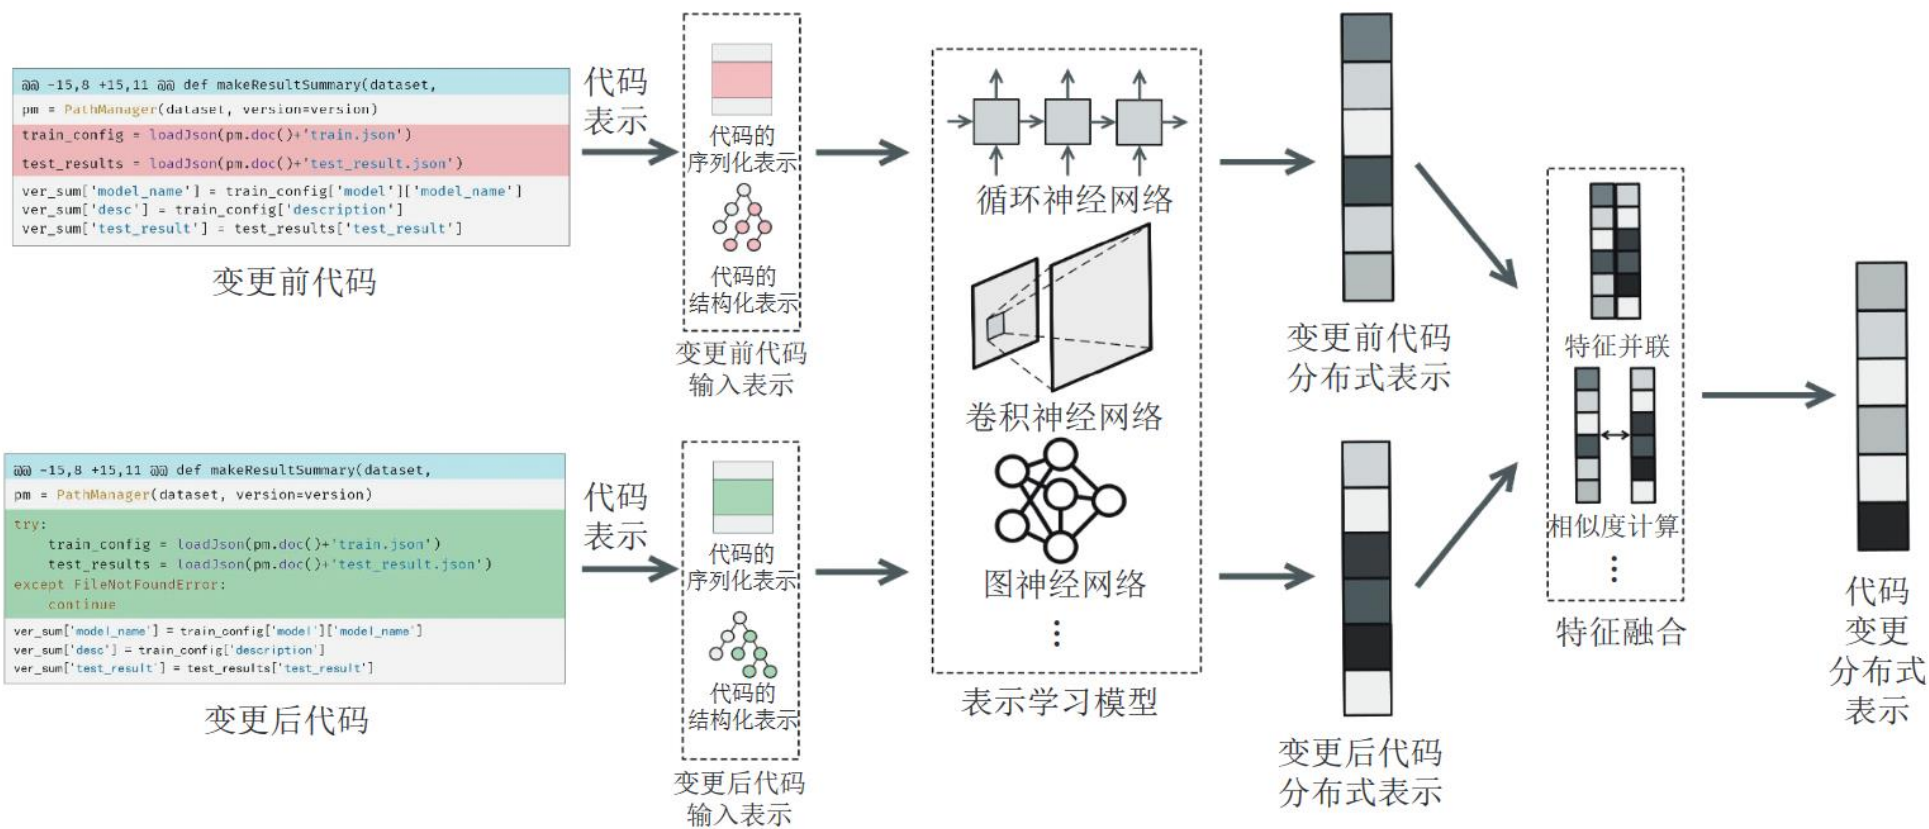 @@ -15,8 +15,11 @@ def makeResultSummary(dataset,
pm = PathManager(dataset, version=version)
train_config = loadJson(pm.doc()+'train.json')
test_results = loadJson(pm.doc()+'test_result.json')
ver_sum['model_name'] = train_config['model']['model_name']
ver_sum['desc'] = train_config['description']
ver_sum['test_result'] = test_results['test_result']
变更前代码
@@ -15,8 +15,11 @@ def makeResultSummary(dataset,
pm = PathManager(dataset, version=version)
try:
    train_config = loadJson(pm.doc()+'train.json')
    test_results = loadJson(pm.doc()+'test_result.json')
except FileNotFoundError:
    continue
ver_sum['model_name'] = train_config['model']['model_name']
ver_sum['desc'] = train_config['description']
ver_sum['test_result'] = test_results['test_result']
变更后代码
代码
表示
代码
表示
代码的
序列化表示
代码的
结构化表示
变更前代码
输入表示
代码的
序列化表示
代码的
结构化表示
变更后代码
输入表示
循环神经网络
卷积神经网络
图神经网络
⋮
表示学习模型
变更前代码
分布式表示
变更后代码
分布式表示
特征并联
相似度计算
⋮
特征融合
代码
变更
分布式
表示